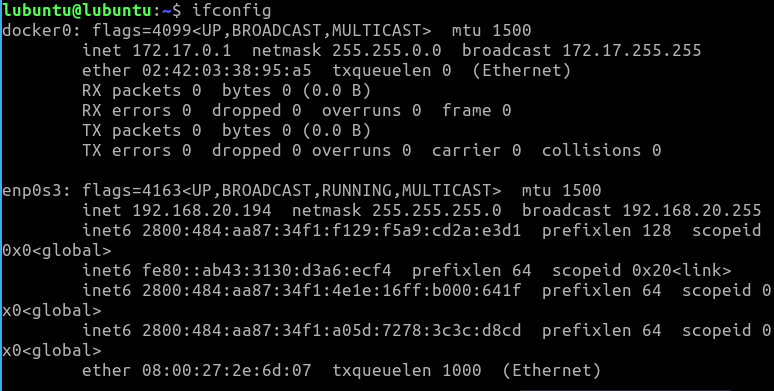 lubuntu@lubuntu:~$ ifconfig
docker0: flags=4099<UP,BROADCAST,MULTICAST>  mtu 1500
        inet 172.17.0.1  netmask 255.255.0.0  broadcast 172.17.255.255
        ether 02:42:03:38:95:a5  txqueuelen 0  (Ethernet)
        RX packets 0  bytes 0 (0.0 B)
        RX errors 0  dropped 0  overruns 0  frame 0
        TX packets 0  bytes 0 (0.0 B)
        TX errors 0  dropped 0 overruns 0  carrier 0  collisions 0

enp0s3: flags=4163<UP,BROADCAST,RUNNING,MULTICAST>  mtu 1500
        inet 192.168.20.194  netmask 255.255.255.0  broadcast 192.168.20.255
        inet6 2800:484:aa87:34f1:f129:f5a9:cd2a:e3d1  prefixlen 128  scopeid
0x0<global>
        inet6 fe80::ab43:3130:d3a6:ecf4  prefixlen 64  scopeid 0x20<link>
        inet6 2800:484:aa87:34f1:4e1e:16ff:b000:641f  prefixlen 64  scopeid 0
x0<global>
        inet6 2800:484:aa87:34f1:a05d:7278:3c3c:d8cd  prefixlen 64  scopeid 0
x0<global>
        ether 08:00:27:2e:6d:07  txqueuelen 1000  (Ethernet)